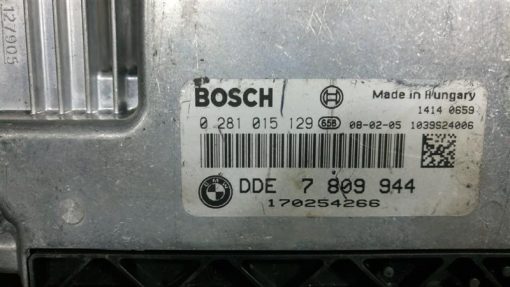 127905
BOSCH
Made in Hungary
1414 0659
0 281 015 129 658 08-02-05 1039S24006
BMW
DDE 7 809 944
170254266